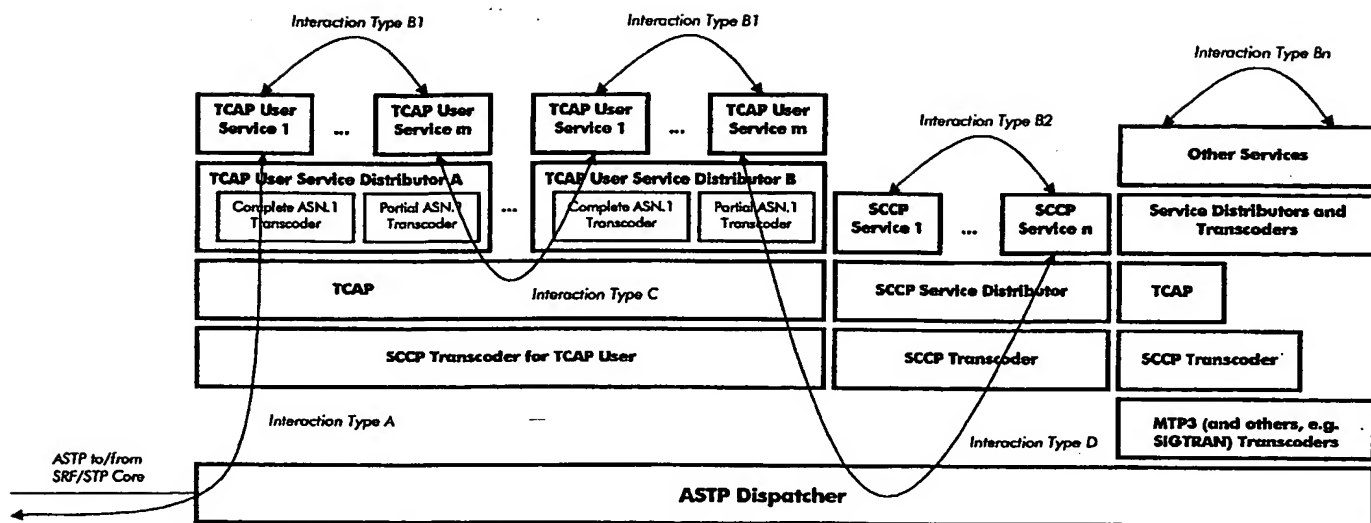 Interaction Type B1
Interaction Type B1
Interaction Type Bn
TCAP User
Service 1
...
TCAP User
Service m
TCAP User
Service 1
...
TCAP User
Service m
Interaction Type B2
Other Services
TCAP User Service Distributor A
Complete ASN.1
Transcoder
Partial ASN.1
Transcoder
...
TCAP User Service Distributor B
Complete ASN.1
Transcoder
Partial ASN.1
Transcoder
SCCP
Service 1
...
SCCP
Service n
Service Distributors and
Transcoders
TCAP
Interaction Type C
SCCP Service Distributor
TCAP
SCCP Transcoder for TCAP User
SCCP Transcoder
SCCP Transcoder
Interaction Type A
Interaction Type D
MTP3 (and others, e.g.
SIGTRAN) Transcoders
ASTP to/from
SRF/STP Core
ASTP Dispatcher